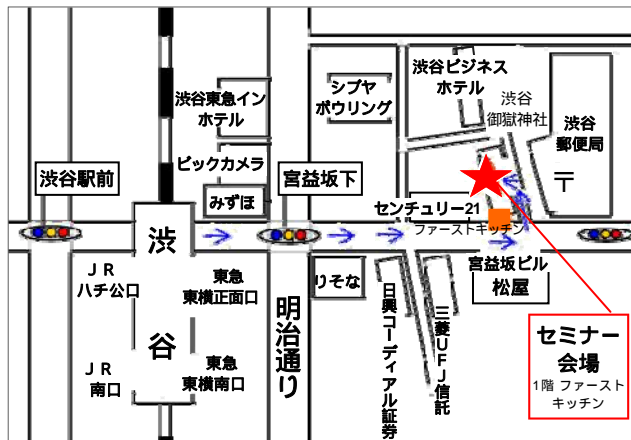 渋谷ビジネス
ホテル
シブヤ
ボウリング
渋谷東急イン
ホテル
渋谷
御嶽神社
渋谷
郵便局
〒
ビックカメラ
みずほ
渋谷駅前
宮益坂下
センチュリー21
ファーストキッチン
渋
谷
JR
ハチ公口
東急
東横正面口
JR
南口
東急
東横南口
明治通り
りそな
日興コーディアル証券
三菱UFJ信託
宮益坂ビル
松屋
セミナー
会場
1階 ファースト
キッチン